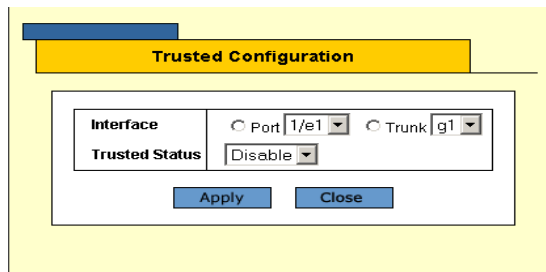 Trusted Configuration
Interface Port 1/e1 Trunk g1
Trusted Status Disable
Apply Close